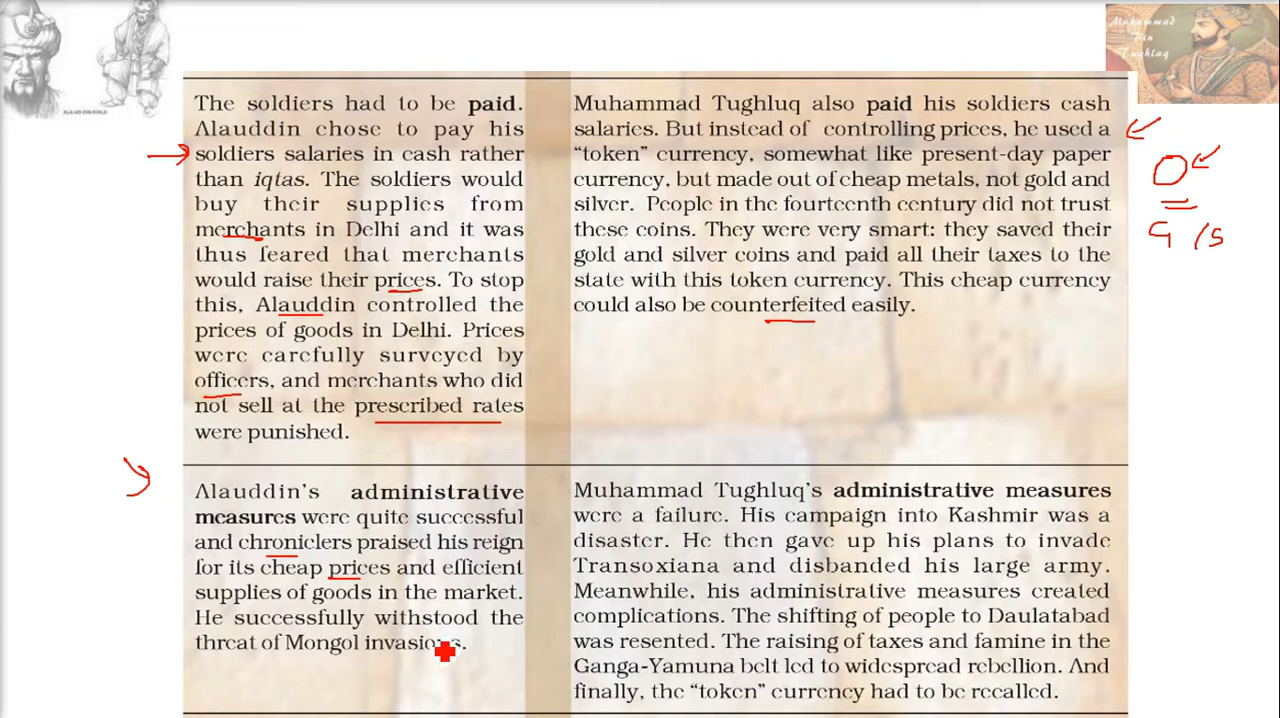 ALA-UD-DIN-KHILJI
Muhammad
Bin
Tughlaq
The soldiers had to be paid.
Alauddin chose to pay his
soldiers salaries in cash rather
than iqtas. The soldiers would
buy their supplies from
merchants in Delhi and it was
thus feared that merchants
would raise their prices. To stop
this, Alauddin controlled the
prices of goods in Delhi. Prices
were carefully surveyed by
officers, and merchants who did
not sell at the prescribed rates
were punished.
Muhammad Tughluq also paid his soldiers cash
salaries. But instead of controlling prices, he used a
“token” currency, somewhat like present-day paper
currency, but made out of cheap metals, not gold and
silver. People in the fourteenth century did not trust
these coins. They were very smart: they saved their
gold and silver coins and paid all their taxes to the
state with this token currency. This cheap currency
could also be counterfeited easily.
G /S
Alauddin’s administrative
measures were quite successful
and chroniclers praised his reign
for its cheap prices and efficient
supplies of goods in the market.
He successfully withstood the
threat of Mongol invasions.
Muhammad Tughluq’s administrative measures
were a failure. His campaign into Kashmir was a
disaster. He then gave up his plans to invade
Transoxiana and disbanded his large army.
Meanwhile, his administrative measures created
complications. The shifting of people to Daulatabad
was resented. The raising of taxes and famine in the
Ganga-Yamuna belt led to widespread rebellion. And
finally, the “token” currency had to be recalled.